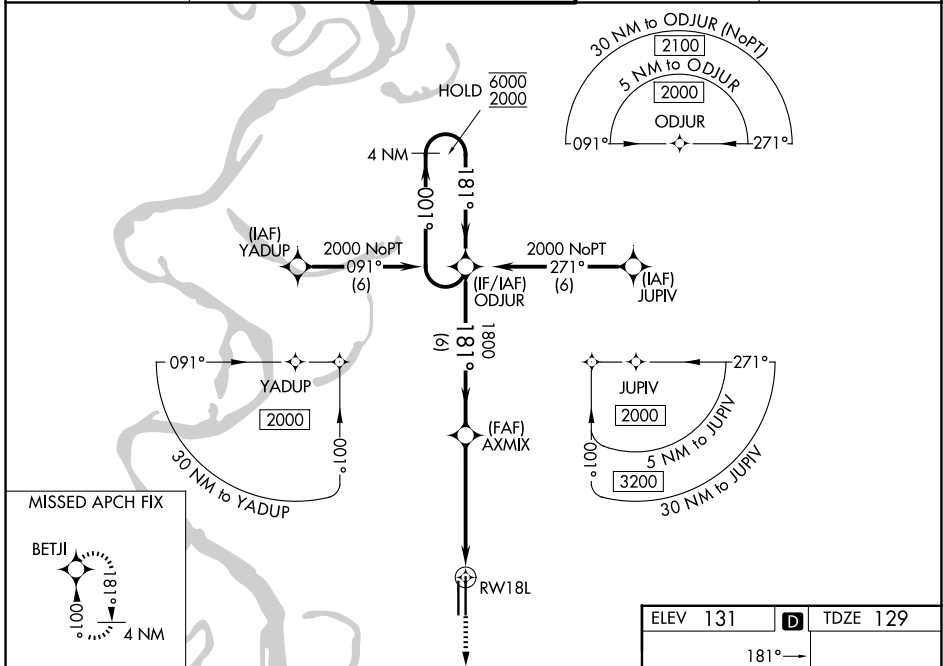 30 NM to ODJUR (NoPT)
2100
5 NM to ODJUR
2000
ODJUR
091°
271°
HOLD 6000
2000
4 NM
001°
181°
(IAF)
YADUP
2000 NoPT
091°
(6)
(IF/IAF)
ODJUR
2000 NoPT
271°
(6)
(IAF)
JUPIV
1800
181°
(6)
091°
YADUP
2000
001°
30 NM to YADUP
271°
JUPIV
2000
001°
5 NM to JUPIV
3200
30 NM to JUPIV
(FAF)
AXMIX
MISSED APCH FIX
BETJI
181°
001°
4 NM
RW18L
ELEV 131 D TDZE 129
181°